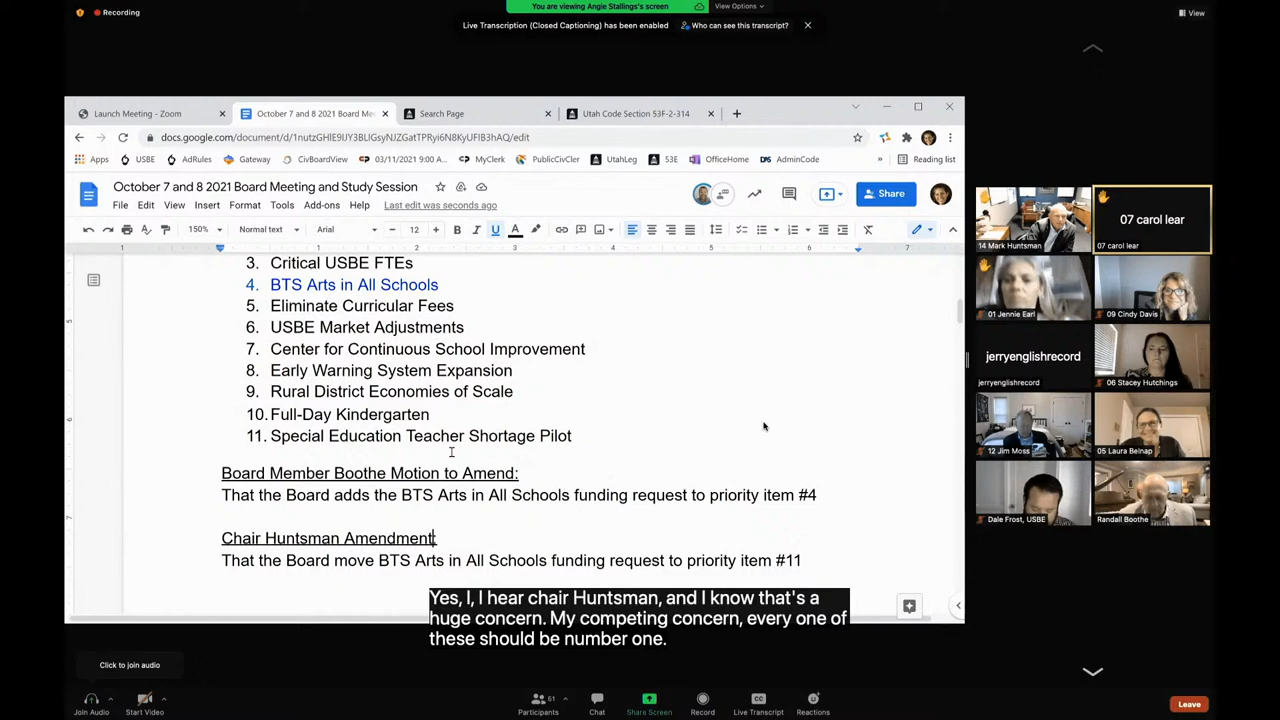 Recording
You are viewing Angie Stallings's screen
View Options
Live Transcription (Closed Captioning) has been enabled
Who can see this transcript?
View
Launch Meeting - Zoom
October 7 and 8 2021 Board Mee
Search Page
Utah Code Section 53F-2-314
docs.google.com/document/d/1nutzGHlE9IJY3BLlGsyNJZGatTPRyi6N8KyUFlB3hAQ/edit
Apps
USBE
AdRules
Gateway
CivBoardView
03/11/2021 9:00 A...
MyClerk
PublicCivCler
UtahLeg
53E
OfficeHome
AdminCode
»
Reading list
October 7 and 8 2021 Board Meeting and Study Session
Share
File Edit View Insert Format Tools Add-ons Help
Last edit was seconds ago
150%
Normal text
Arial
12
B I U A
1 2 3 4 5 6 7
3. Critical USBE FTEs
4. BTS Arts in All Schools
5. Eliminate Curricular Fees
6. USBE Market Adjustments
7. Center for Continuous School Improvement
8. Early Warning System Expansion
9. Rural District Economies of Scale
10. Full-Day Kindergarten
11. Special Education Teacher Shortage Pilot
Board Member Boothe Motion to Amend:
That the Board adds the BTS Arts in All Schools funding request to priority item #4
Chair Huntsman Amendment
That the Board move BTS Arts in All Schools funding request to priority item #11
Yes, I, I hear chair Huntsman, and I know that's a
huge concern. My competing concern, every one of
these should be number one.
14 Mark Huntsman
07 carol lear
07 carol lear
01 Jennie Earl
09 Cindy Davis
jerryenglishrecord
jerryenglishrecord
06 Stacey Hutchings
12 Jim Moss
05 Laura Belnap
Dale Frost, USBE
Randall Boothe
Click to join audio
Join Audio
Start Video
61
Participants
Chat
Share Screen
Record
Live Transcript
Reactions
Leave